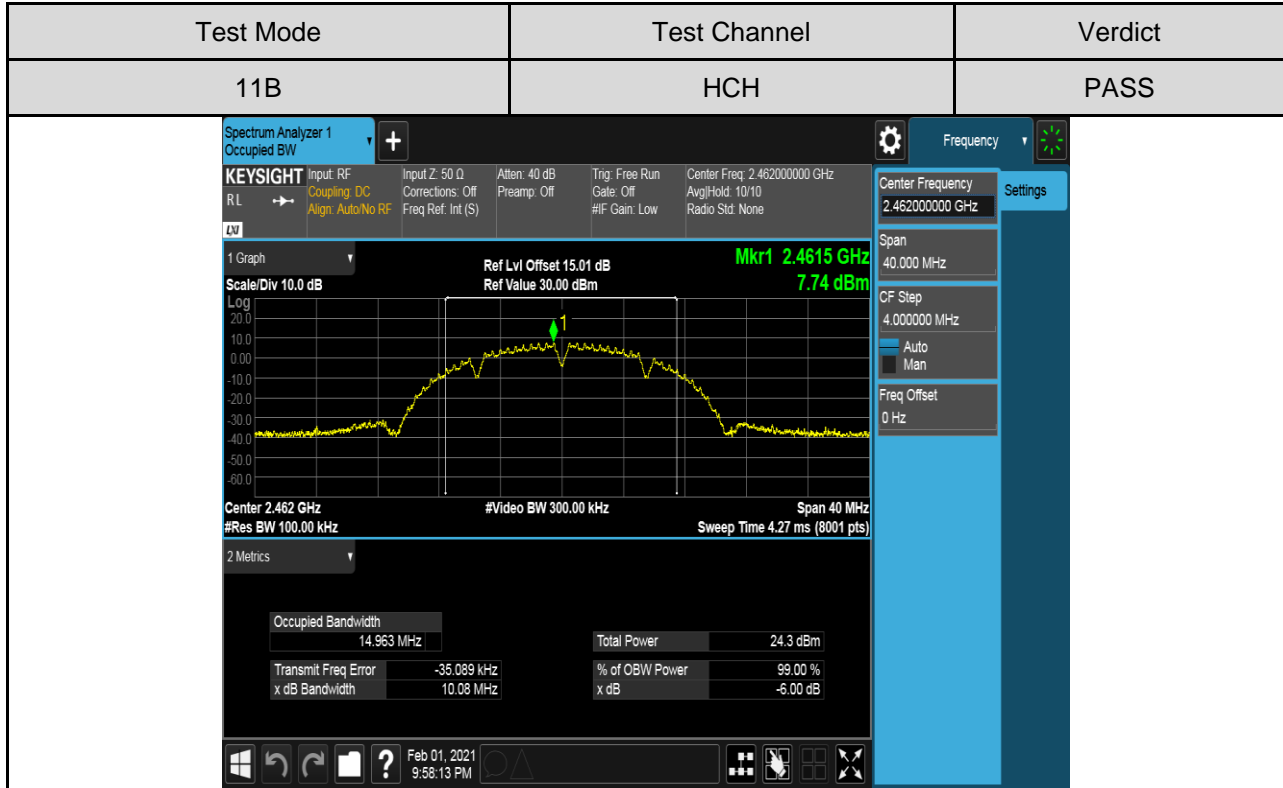 Test Mode Test Channel Verdict
11B HCH PASS
Spectrum Analyzer 1
Occupied BW
+
Frequency
KEYSIGHT Input: RF Input Z: 50 Ω Atten: 40 dB Trig: Free Run Center Freq: 2.462000000 GHz
RL Coupling: DC Corrections: Off Preamp: Off Gate: Off Avg|Hold: 10/10
Align: Auto/No RF Freq Ref: Int (S) #IF Gain: Low Radio Std: None
LXI
Center Frequency
2.462000000 GHz
Settings
Span
40.000 MHz
CF Step
4.000000 MHz
Auto
Man
Freq Offset
0 Hz
1 Graph Ref Lvl Offset 15.01 dB Mkr1 2.4615 GHz
Scale/Div 10.0 dB Ref Value 30.00 dBm 7.74 dBm
Log
20.0
10.0
0.00
-10.0
-20.0
-30.0
-40.0
-50.0
-60.0
1
Center 2.462 GHz #Video BW 300.00 kHz Span 40 MHz
#Res BW 100.00 kHz Sweep Time 4.27 ms (8001 pts)
2 Metrics
Occupied Bandwidth
14.963 MHz Total Power 24.3 dBm
Transmit Freq Error -35.089 kHz % of OBW Power 99.00 %
x dB Bandwidth 10.08 MHz x dB -6.00 dB
? Feb 01, 2021
9:58:13 PM